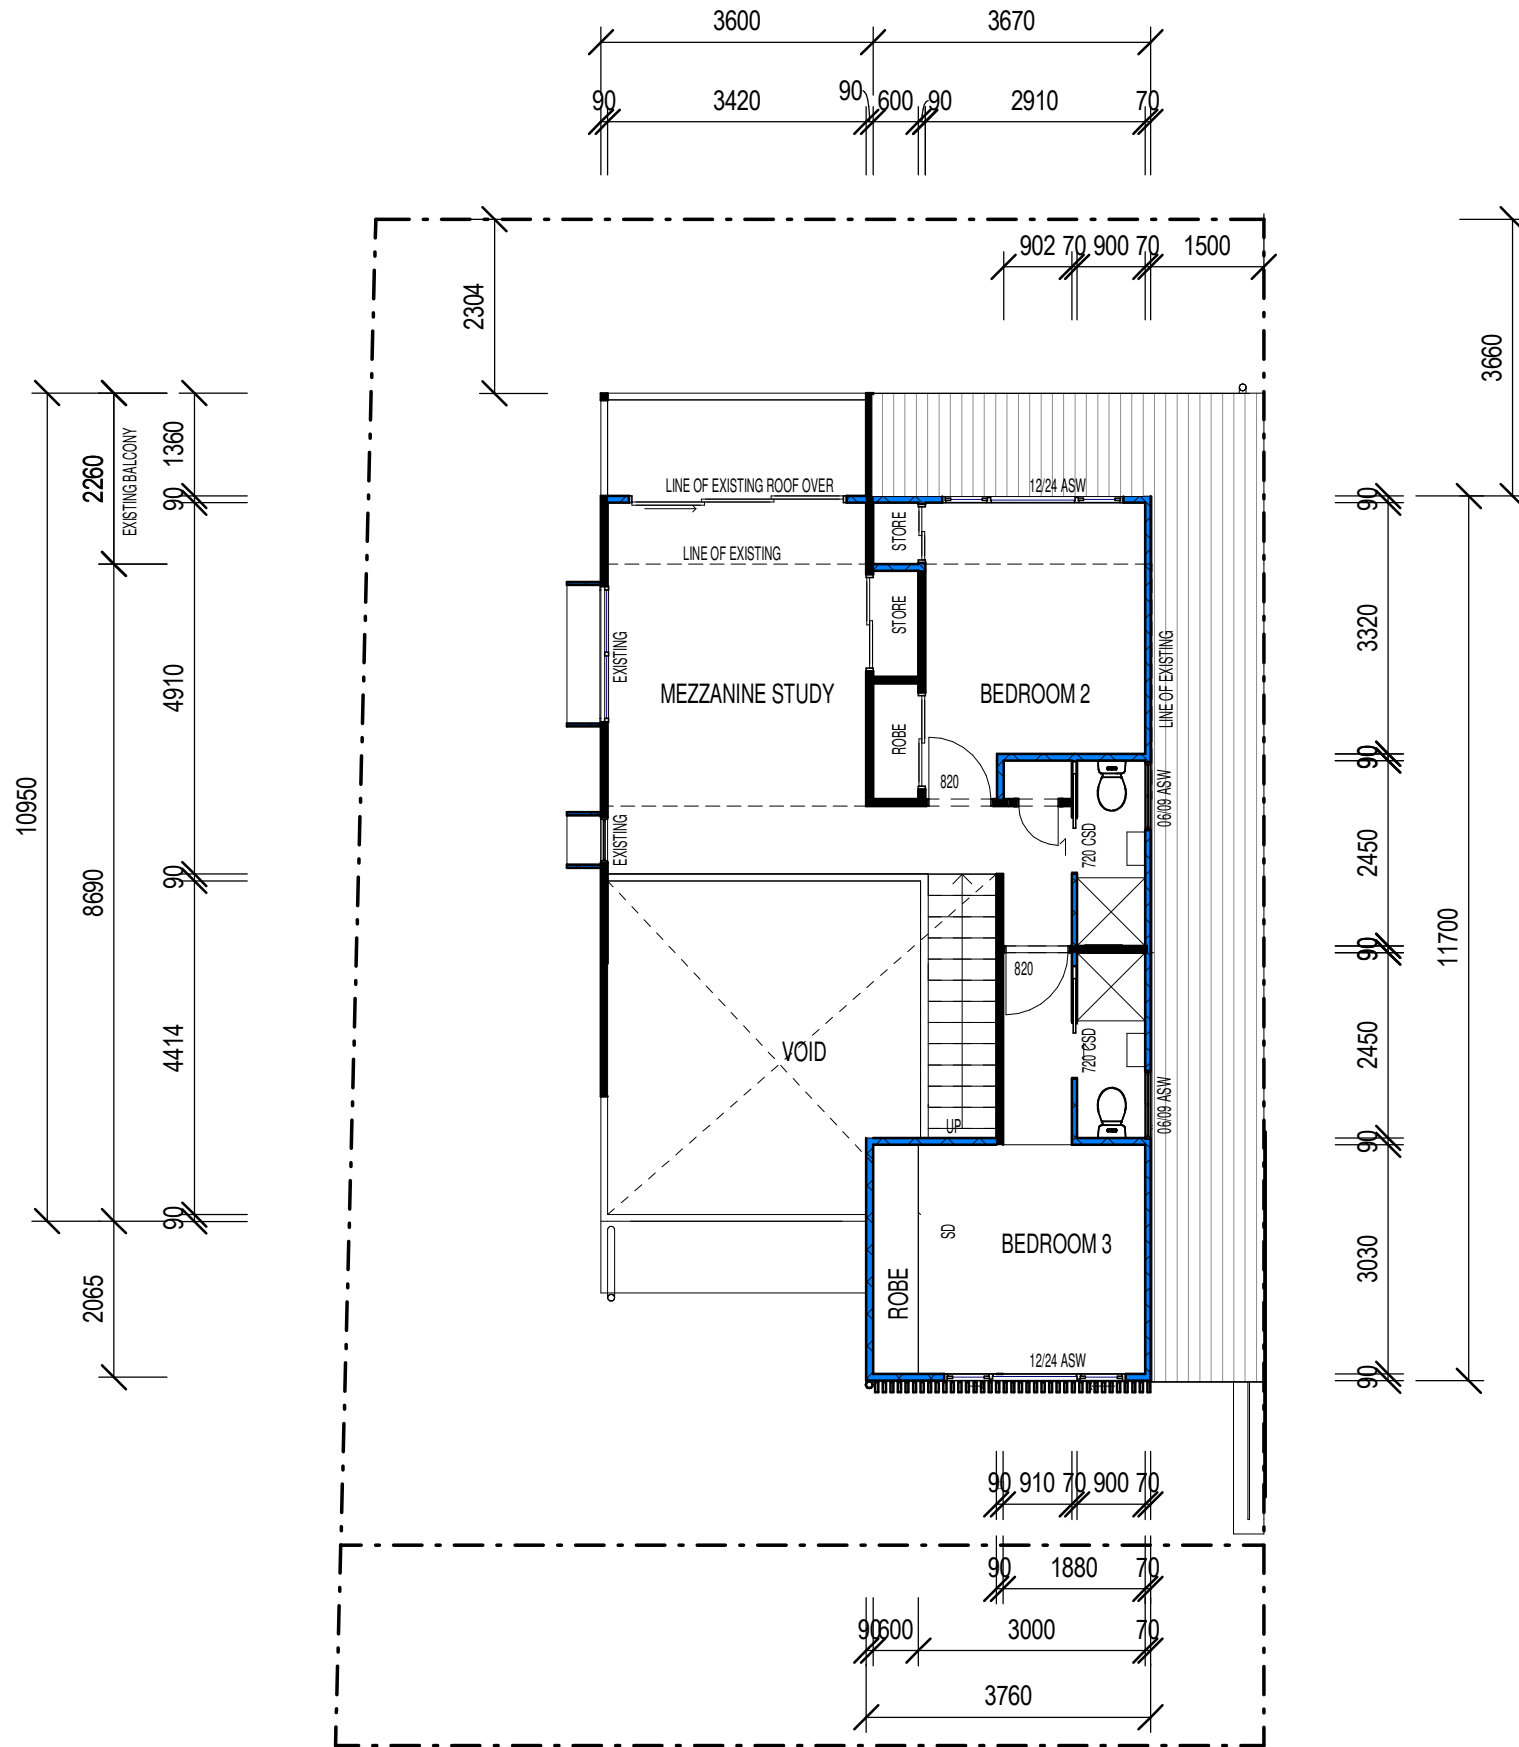 3600 3670
90 3420 90 600 90 2910 70
902 70 900 70 1500
2304
3660
1360
2260
EXISTING BALCONY
90
LINE OF EXISTING ROOF OVER
12/24 ASW
90
STORE
LINE OF EXISTING
STORE
EXISTING
3320
LINE OF EXISTING
4910
MEZZANINE STUDY
BEDROOM 2
ROBE
90
820
06/09 ASW
10950
EXISTING
720 CSD
2450
1
8690
90
11700
90
820
4414
VOID
720 CSD
2450
06/09 ASW
UP
90
90
SD
BEDROOM 3
3030
ROBE
2065
12/24 ASW
90
90 910 70 900 70
90 1880 70
90 600 3000 70
3760